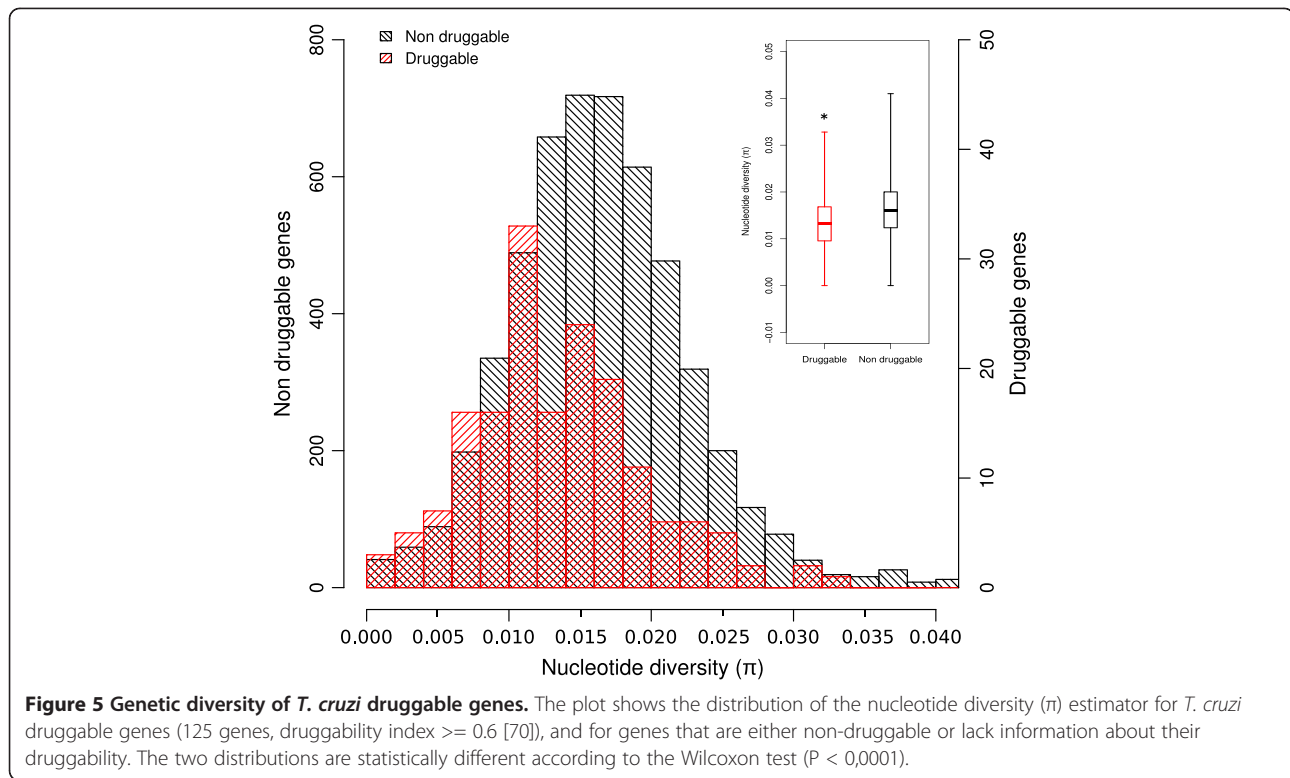 Non druggable
Druggable
800
600
400
200
0
Non druggable genes
50
40
30
20
10
0
Druggable genes
0.000 0.005 0.010 0.015 0.020 0.025 0.030 0.035 0.040
Nucleotide diversity (π)
0.05
0.04
0.03
0.02
0.01
0.00
−0.01
Nucleotide diversity (π)
*
Druggable Non druggable
Figure 5 Genetic diversity of T. cruzi druggable genes. The plot shows the distribution of the nucleotide diversity (π) estimator for T. cruzi
druggable genes (125 genes, druggability index >= 0.6 [70]), and for genes that are either non-druggable or lack information about their
druggability. The two distributions are statistically different according to the Wilcoxon test (P < 0,0001).